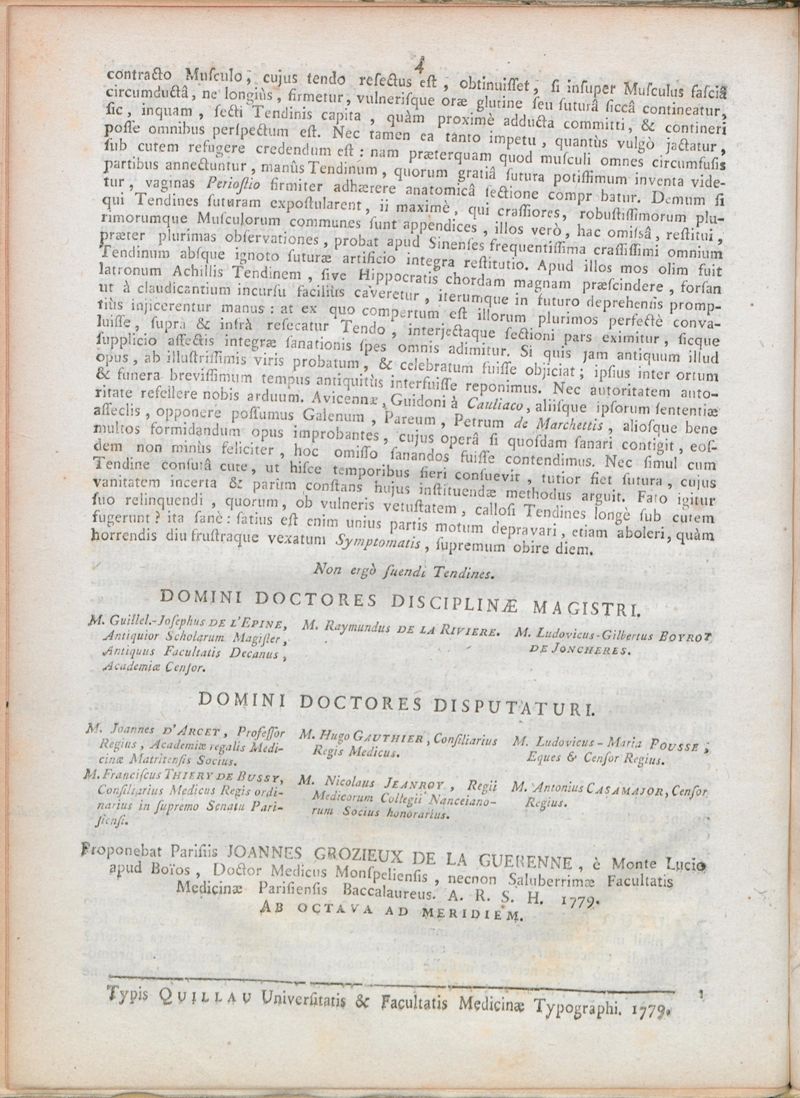 4
contracto Muſculo, cujus tendo reſectus eſt, obtinuiſſet, ſi inſuper Muſculus faſciâ
circumductâ, ne longiùs, firmetur, vulneriſque oræ glutine ſeu ſuturâ ſiccâ contineatur,
ſic, inquam, ſecti Tendinis capita, quàm proximè adducta committi, & contineri
poſſe omnibus perſpectum eſt. Nec tamen ea tanto impetu, quantùs vulgò jactatur,
ſub cutem refugere credendum eſt: nam præterquam quod muſculi omnes circumfuſis
partibus annectuntur, manûs Tendinum, quorum gratiâ ſutura potiſſimum inventa vide-
tur, vaginas Perioſtio firmiter adhærere anatomicâ ſectione compr batur. Demum ſi
qui Tendines ſuturam expoſtularent, ii maximè, qui craſſiores, robuſtiſſimorum plu-
rimorumque Muſculorum communes ſunt appendices, illos verò, hac omiſsâ, reſtitui,
præter plurimas obſervationes, probat apud Sinenſes frequentiſſima craſſiſſimi omnium
Tendinum abſque ignoto ſuturæ artificio integra reſtitutio. Apud illos mos olim fuit
latronum Achillis Tendinem, ſive Hippocratis chordam magnam præſcindere, forſan
ut à claudicantium incurſu faciliùs caveretur, iterumque in futuro deprehenſis promp-
tiùs injicerentur manus: at ex quo compertum eſt illorum plurimos perfectè conva-
luiſſe, ſuprà & infrà reſecatur Tendo, interjectaque ſectioni pars eximitur, ſicque
ſupplicio affectis integræ ſanationis ſpes omnis adimitur. Si quis jam antiquum illud
opus, ab illuſtriſſimis viris probatum, & celebratum fuiſſe objiciat; ipſius inter ortum
& funera breviſſimum tempus antiquitùs interfuiſſe reponimus. Nec autoritatem auto-
ritate refellere nobis arduum. Avicennæ, Guidoni à Cauliaco, aliiſque ipſorum ſententiæ
aſſeclis, opponere poſſumus Galenum, Pareum, Petrum de Marchettis, alioſque bene
multos formidandum opus improbantes, cujus operâ ſi quoſdam ſanari contigit, eoſ-
dem non minùs feliciter, hoc omiſſo ſanandos fuiſſe contendimus. Nec ſimul cum
Tendine conſutâ cute, ut hiſce temporibus fieri conſuevit, tutior fiet ſutura, cujus
vanitatem incerta & parùm conſtans hujus inſtituendæ methodus arguit. Fato igitur
ſuo relinquendi, quorum, ob vulneris vetuſtatem, calloſi Tendines longè ſub cutem
fugerunt? ita ſanè: ſatius eſt enim unius partis motum depravari, etiam aboleri, quàm
horrendis diu fruſtraque vexatum Symptomatis, ſupremum obire diem.
Non ergò ſuendi Tendines.
DOMINI DOCTORES DISCIPLINÆ MAGISTRI.
M. Guillel.-Joſephus DE L'EPINE,
Antiquior Scholarum Magiſter,
Antiquus Facultatis Decanus,
Academiæ Cenſor.
M. Raymundus DE LA RIVIERE.
M. Ludovicus-Gilbertus BOYROT
DE JONCHERES.
DOMINI DOCTORES DISPUTATURI.
M. Joannes D'ARCET, Profeſſor
Regius, Academiæ regalis Medi-
cinæ Matritenſis Socius.
M. Hugo GAUTHIER, Conſiliarius
Regis Medicus.
M. Ludovicus-Maria POUSSE,
Eques & Cenſor Regius.
M. Franciſcus THIERY DE BUSSY,
Conſiliarius Medicus Regis ordi-
narius in ſupremo Senatu Pari-
ſienſi.
M. Nicolaus JEANROY, Regii
Medicorum Collegii Nanceiano-
rum Socius honorarius.
M. Antonius CASAMAJOR, Cenſor
Regius.
Proponebat Pariſiis JOANNES GROZIEUX DE LA GUERENNE, è Monte Lucio
apud Boïos, Doctor Medicus Monſpelienſis, necnon Saluberrimæ Facultatis
Medicinæ Pariſienſis Baccalaureus. A. R. S. H. 1779.
AB OCTAVA AD MERIDIEM.
Typis QUILLAU Univerſitatis & Facultatis Medicinæ Typographi. 1779.